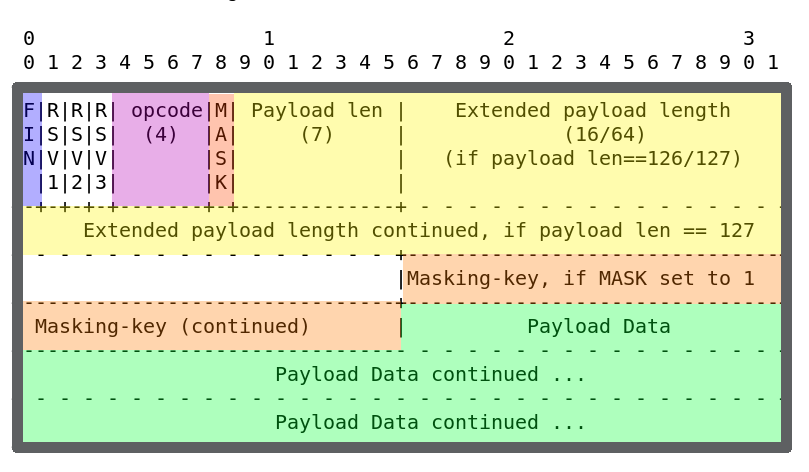 0 1 2 3
0 1 2 3 4 5 6 7 8 9 0 1 2 3 4 5 6 7 8 9 0 1 2 3 4 5 6 7 8 9 0 1
F|R|R|R| opcode|M| Payload len | Extended payload length
I|S|S|S| (4) |A| (7) | (16/64)
N|V|V|V| |S| | (if payload len==126/127)
|1|2|3| |K| |
+-+-+-+-------+-+-------------+ - - - - - - - - - - - - - - -
Extended payload length continued, if payload len == 127
- - - - - - - - - - - - - - - +-------------------------------
|Masking-key, if MASK set to 1
-------------------------------+-------------------------------
Masking-key (continued) | Payload Data
-------------------------------- - - - - - - - - - - - - - - -
Payload Data continued ...
- - - - - - - - - - - - - - - - - - - - - - - - - - - - - - -
Payload Data continued ...